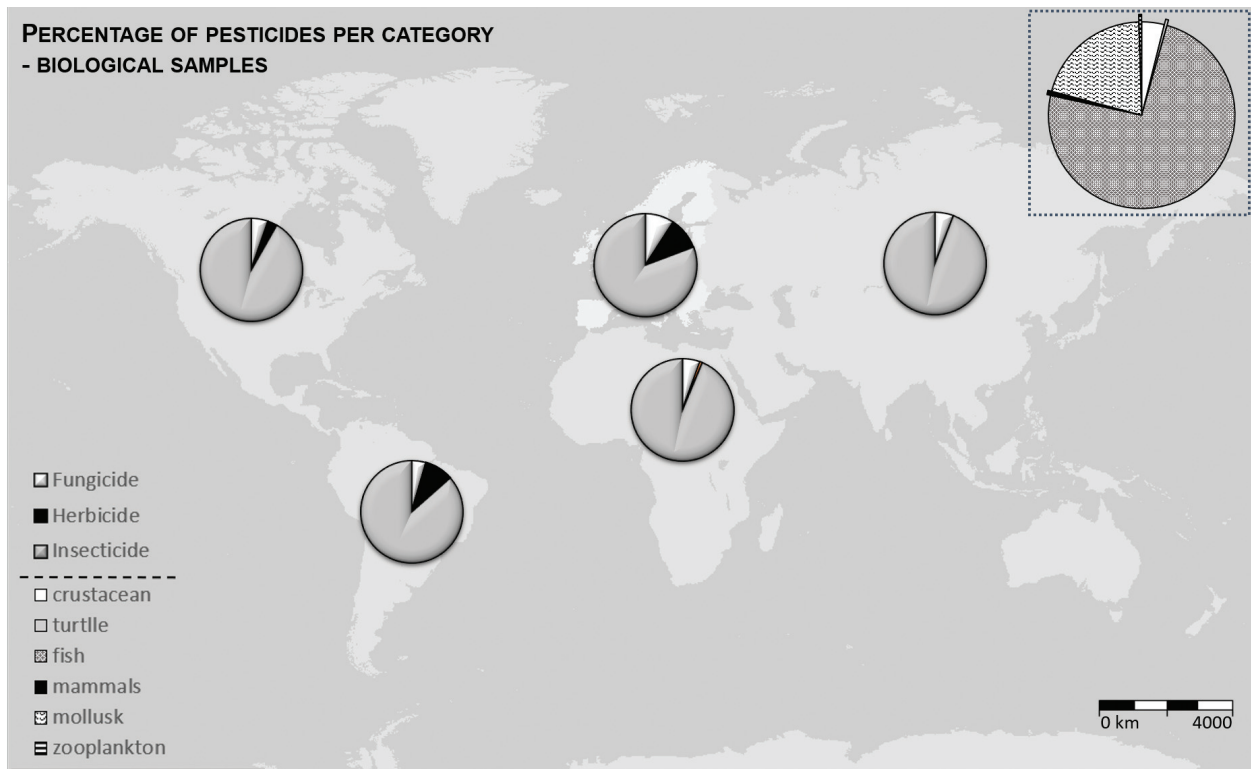 PERCENTAGE OF PESTICIDES PER CATEGORY
- BIOLOGICAL SAMPLES
Fungicide
Herbicide
Insecticide
crustacean
turtlle
fish
mammals
mollusk
zooplankton
0 km 4000